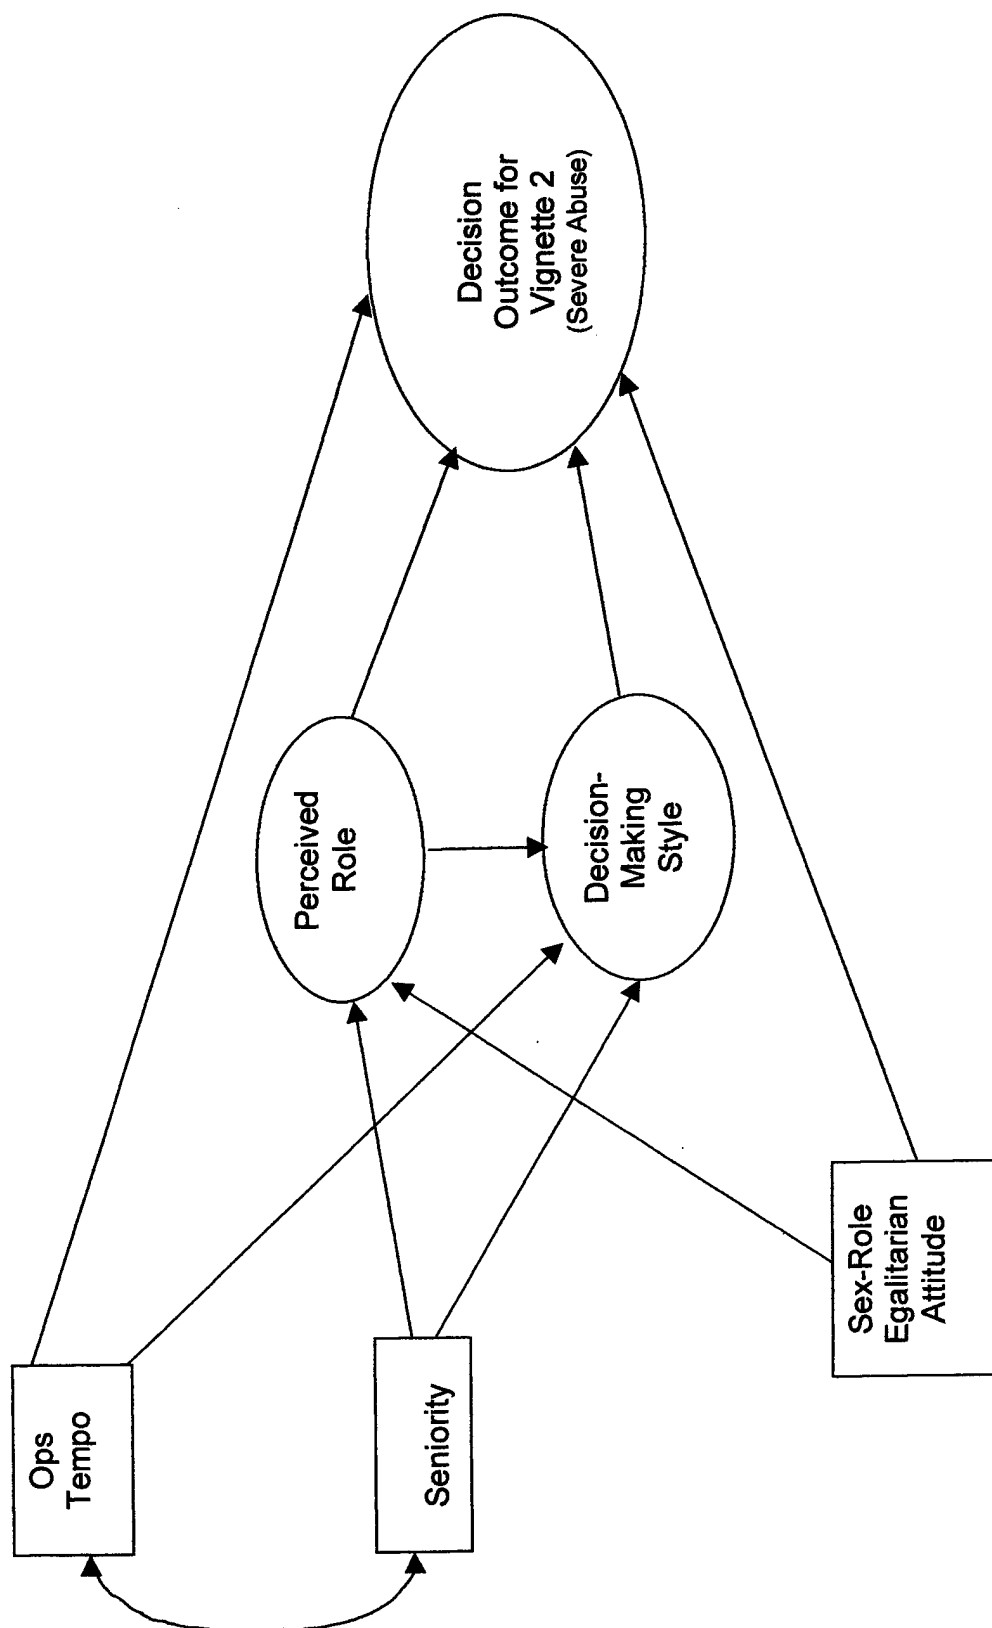 Ops
Tempo
Seniority
Sex-Role
Egalitarian
Attitude
Perceived
Role
Decision-
Making
Style
Decision
Outcome for
Vignette 2
(Severe Abuse)